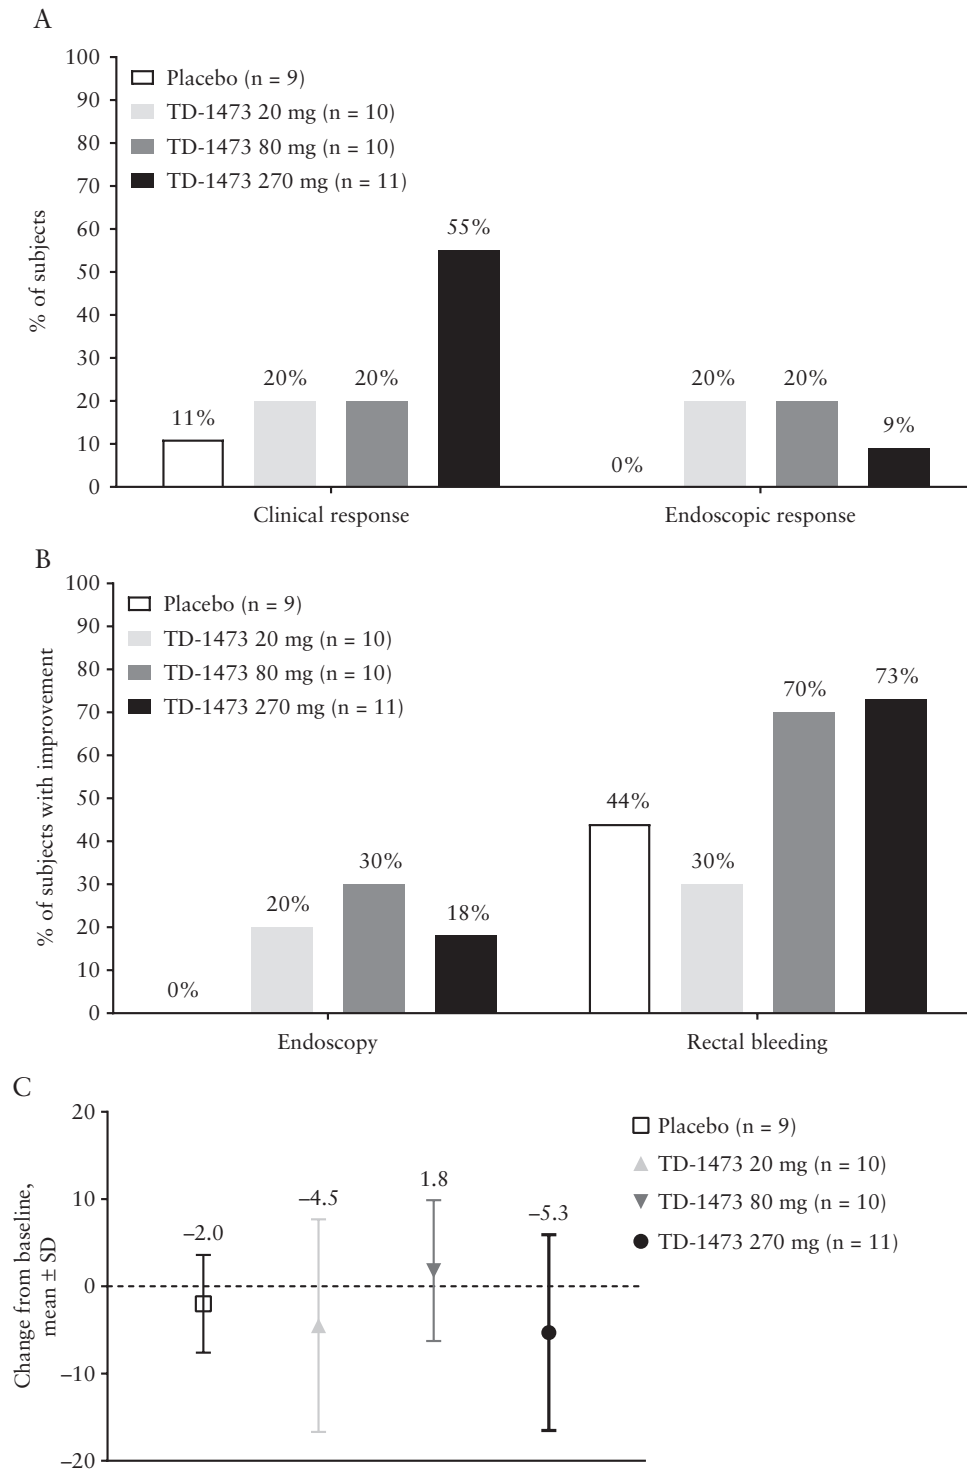 A
100
90
80
70
60
50
40
30
20
10
0
% of subjects
Placebo (n = 9)
TD-1473 20 mg (n = 10)
TD-1473 80 mg (n = 10)
TD-1473 270 mg (n = 11)
11%
20%
20%
55%
0%
20%
20%
9%
Clinical response
Endoscopic response
B
100
90
80
70
60
50
40
30
20
10
0
% of subjects with improvement
Placebo (n = 9)
TD-1473 20 mg (n = 10)
TD-1473 80 mg (n = 10)
TD-1473 270 mg (n = 11)
0%
20%
30%
18%
44%
30%
70%
73%
Endoscopy
Rectal bleeding
C
20
10
0
–10
–20
Change from baseline,
mean ± SD
–2.0
–4.5
1.8
–5.3
Placebo (n = 9)
TD-1473 20 mg (n = 10)
TD-1473 80 mg (n = 10)
TD-1473 270 mg (n = 11)